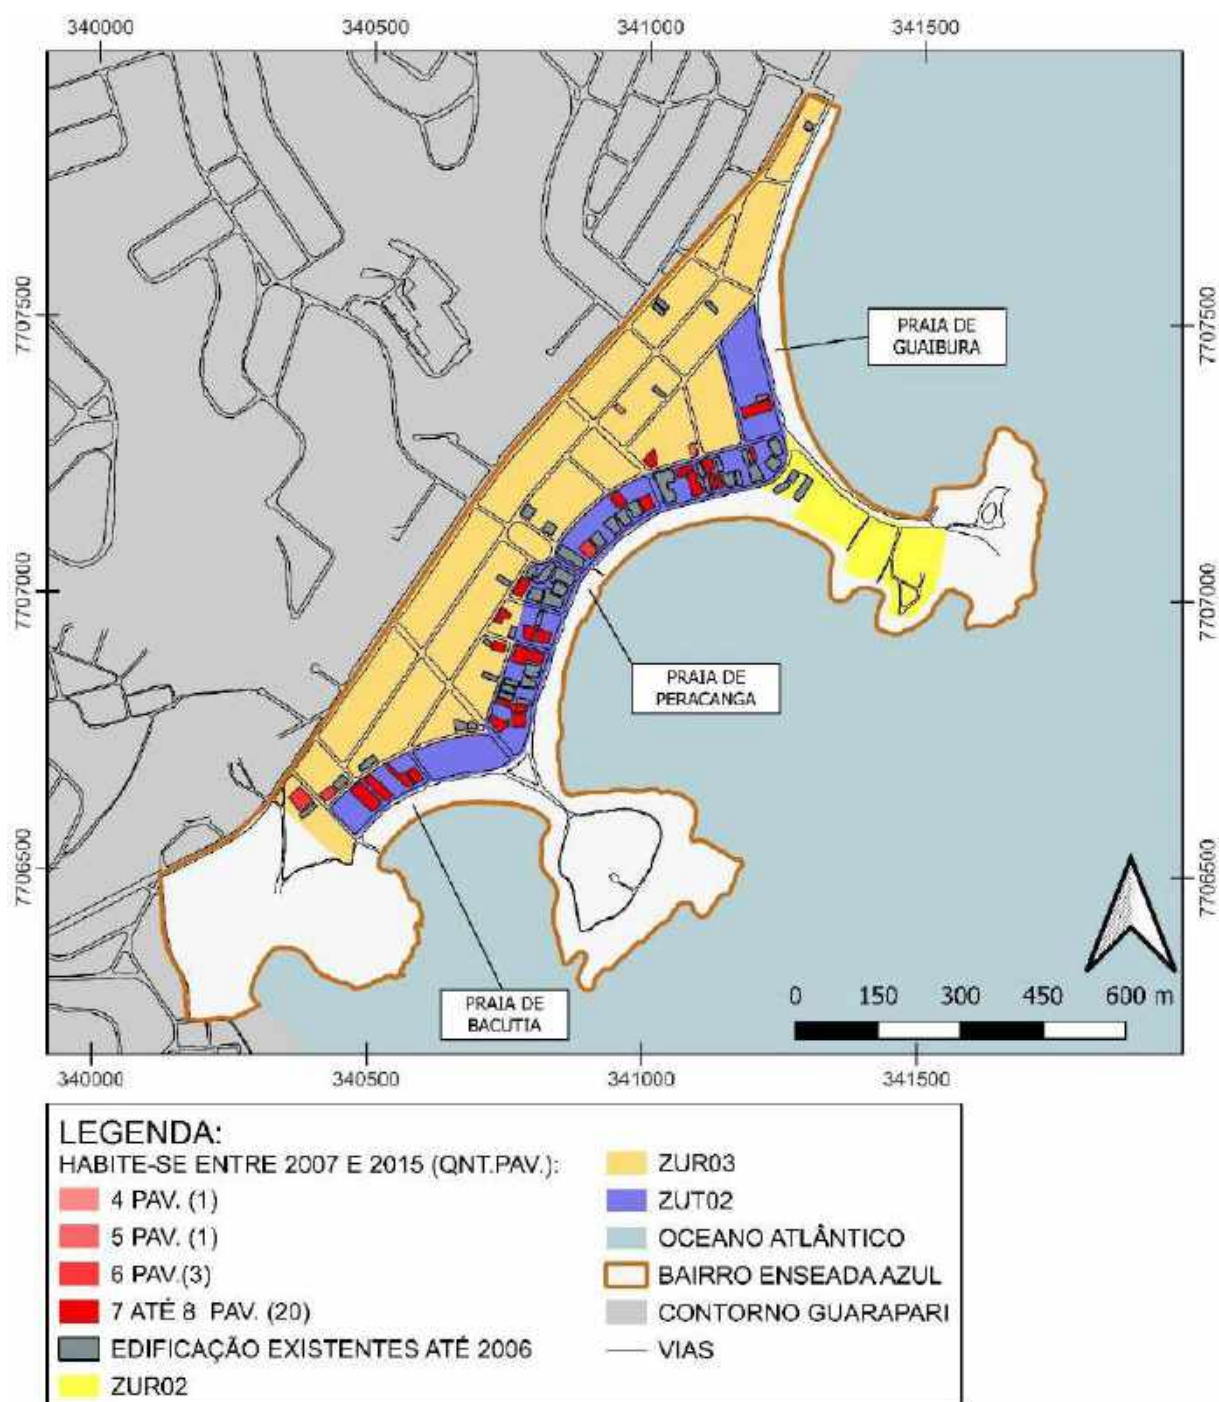 340000 340500 341000 341500
7707500 7707500
PRAIA DE
GUAIBURA
7707000 7707000
PRAIA DE
PERACANGA
7706500 7706500
PRAIA DE
BACUTIA
0 150 300 450 600 m
340000 340500 341000 341500
LEGENDA:
HABITE-SE ENTRE 2007 E 2015 (QNT.PAV.):
4 PAV. (1)
5 PAV. (1)
6 PAV.(3)
7 ATÉ 8 PAV. (20)
EDIFICAÇÃO EXISTENTES ATÉ 2006
ZUR02
ZUR03
ZUT02
OCEANO ATLÂNTICO
BAIRRO ENSEADA AZUL
CONTORNO GUARAPARI
VIAS